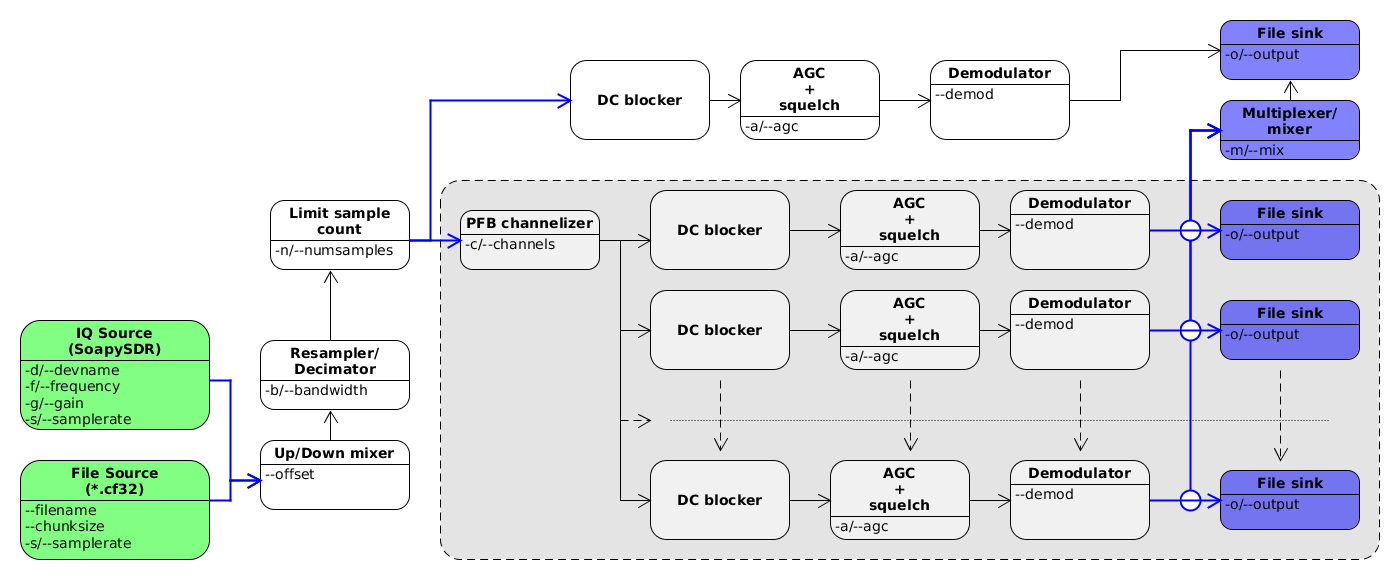 File sink
-o/--output
DC blocker
AGC
+
squelch
-a/--agc
Demodulator
--demod
Multiplexer/
mixer
-m/--mix
Limit sample
count
-n/--numsamples
PFB channelizer
-c/--channels
DC blocker
AGC
+
squelch
-a/--agc
Demodulator
--demod
File sink
-o/--output
DC blocker
AGC
+
squelch
-a/--agc
Demodulator
--demod
File sink
-o/--output
IQ Source
(SoapySDR)
-d/--devname
-f/--frequency
-g/--gain
-s/--samplerate
Resampler/
Decimator
-b/--bandwidth
Up/Down mixer
--offset
File Source
(*.cf32)
--filename
--chunksize
-s/--samplerate
DC blocker
AGC
+
squelch
-a/--agc
Demodulator
--demod
File sink
-o/--output